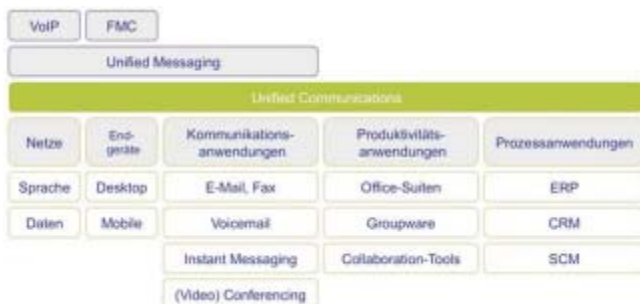 VoIP FMC
Unified Messaging
Unified Communications
Netze End-
geräte Kommunikations-
anwendungen Produktivitäts-
anwendungen Prozessanwendungen
Sprache Desktop E-Mail, Fax Office-Suiten ERP
Daten Mobile Voicemail Groupware CRM
Instant Messaging Collaboration-Tools SCM
(Video) Conferencing